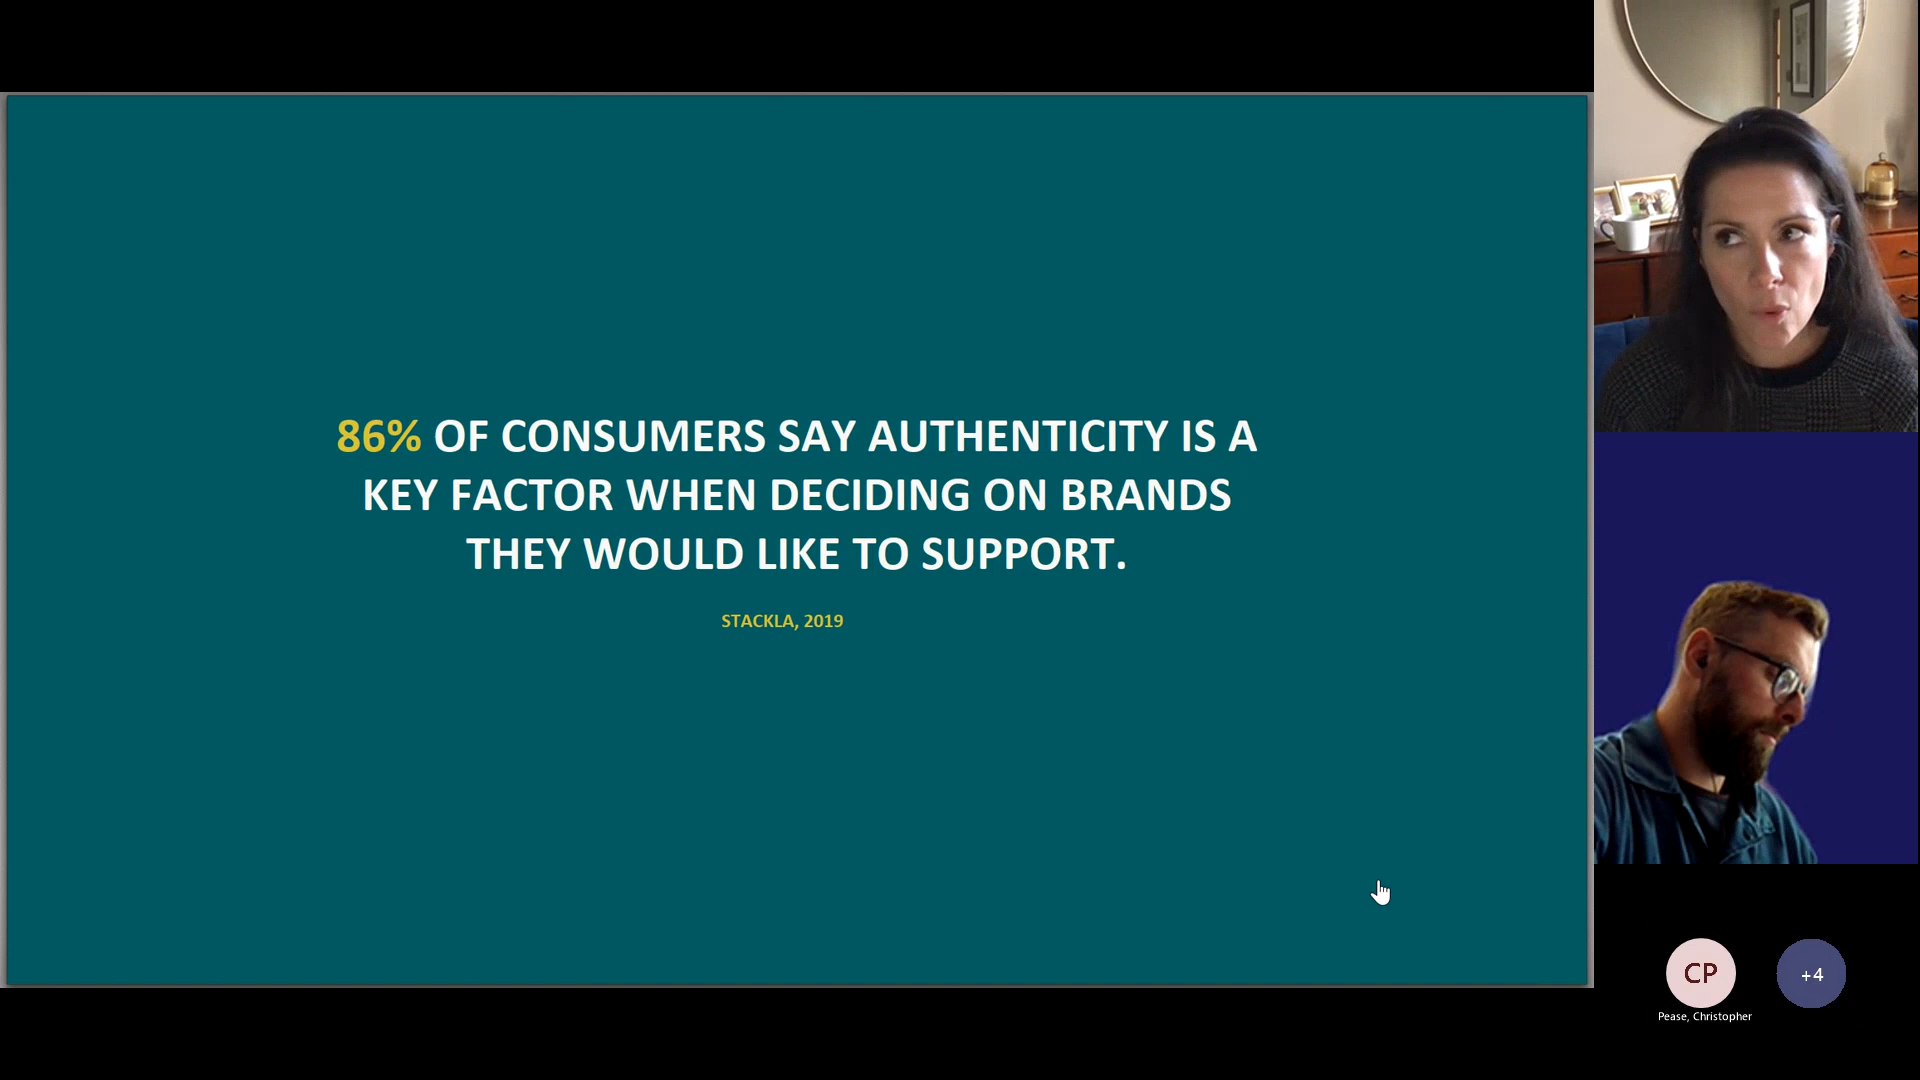 86% OF CONSUMERS SAY AUTHENTICITY IS A
KEY FACTOR WHEN DECIDING ON BRANDS
THEY WOULD LIKE TO SUPPORT.
STACKLA, 2019
CP
+4
Pease, Christopher